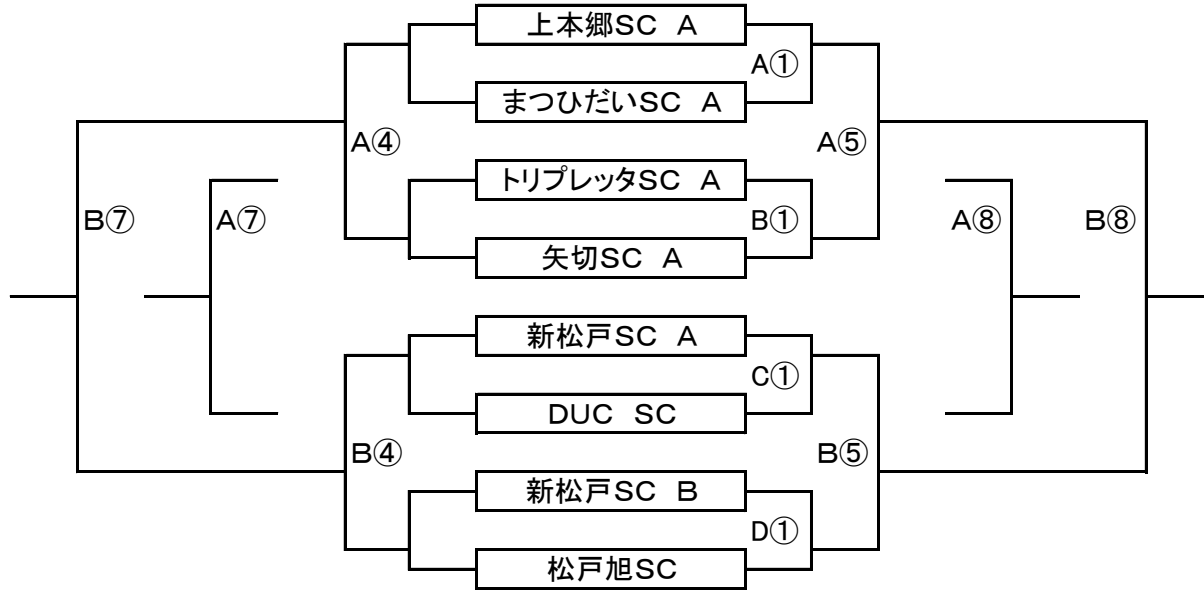 上本郷SC A
A①
まつひだいSC A
A④
A⑤
トリプレッタSC A
B⑦
A⑦
B①
A⑧
B⑧
矢切SC A
新松戸SC A
C①
DUC SC
B④
B⑤
新松戸SC B
D①
松戸旭SC